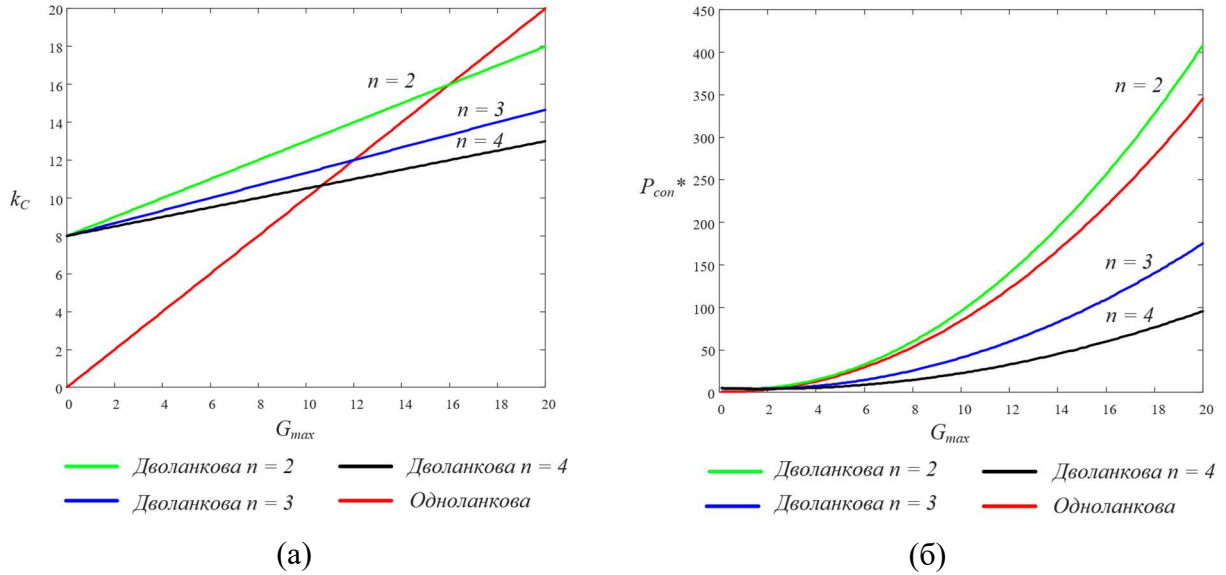 20
18
16
14
12
10
8
6
4
2
0
k_C
n = 2
n = 3
n = 4
0 2 4 6 8 10 12 14 16 18 20
G_max
Дволанкова n = 2
Дволанкова n = 4
Дволанкова n = 3
Одноланкова
(а)
450
400
350
300
250
200
150
100
50
0
P_con*
n = 2
n = 3
n = 4
0 2 4 6 8 10 12 14 16 18 20
G_max
Дволанкова n = 2
Дволанкова n = 4
Дволанкова n = 3
Одноланкова
(б)